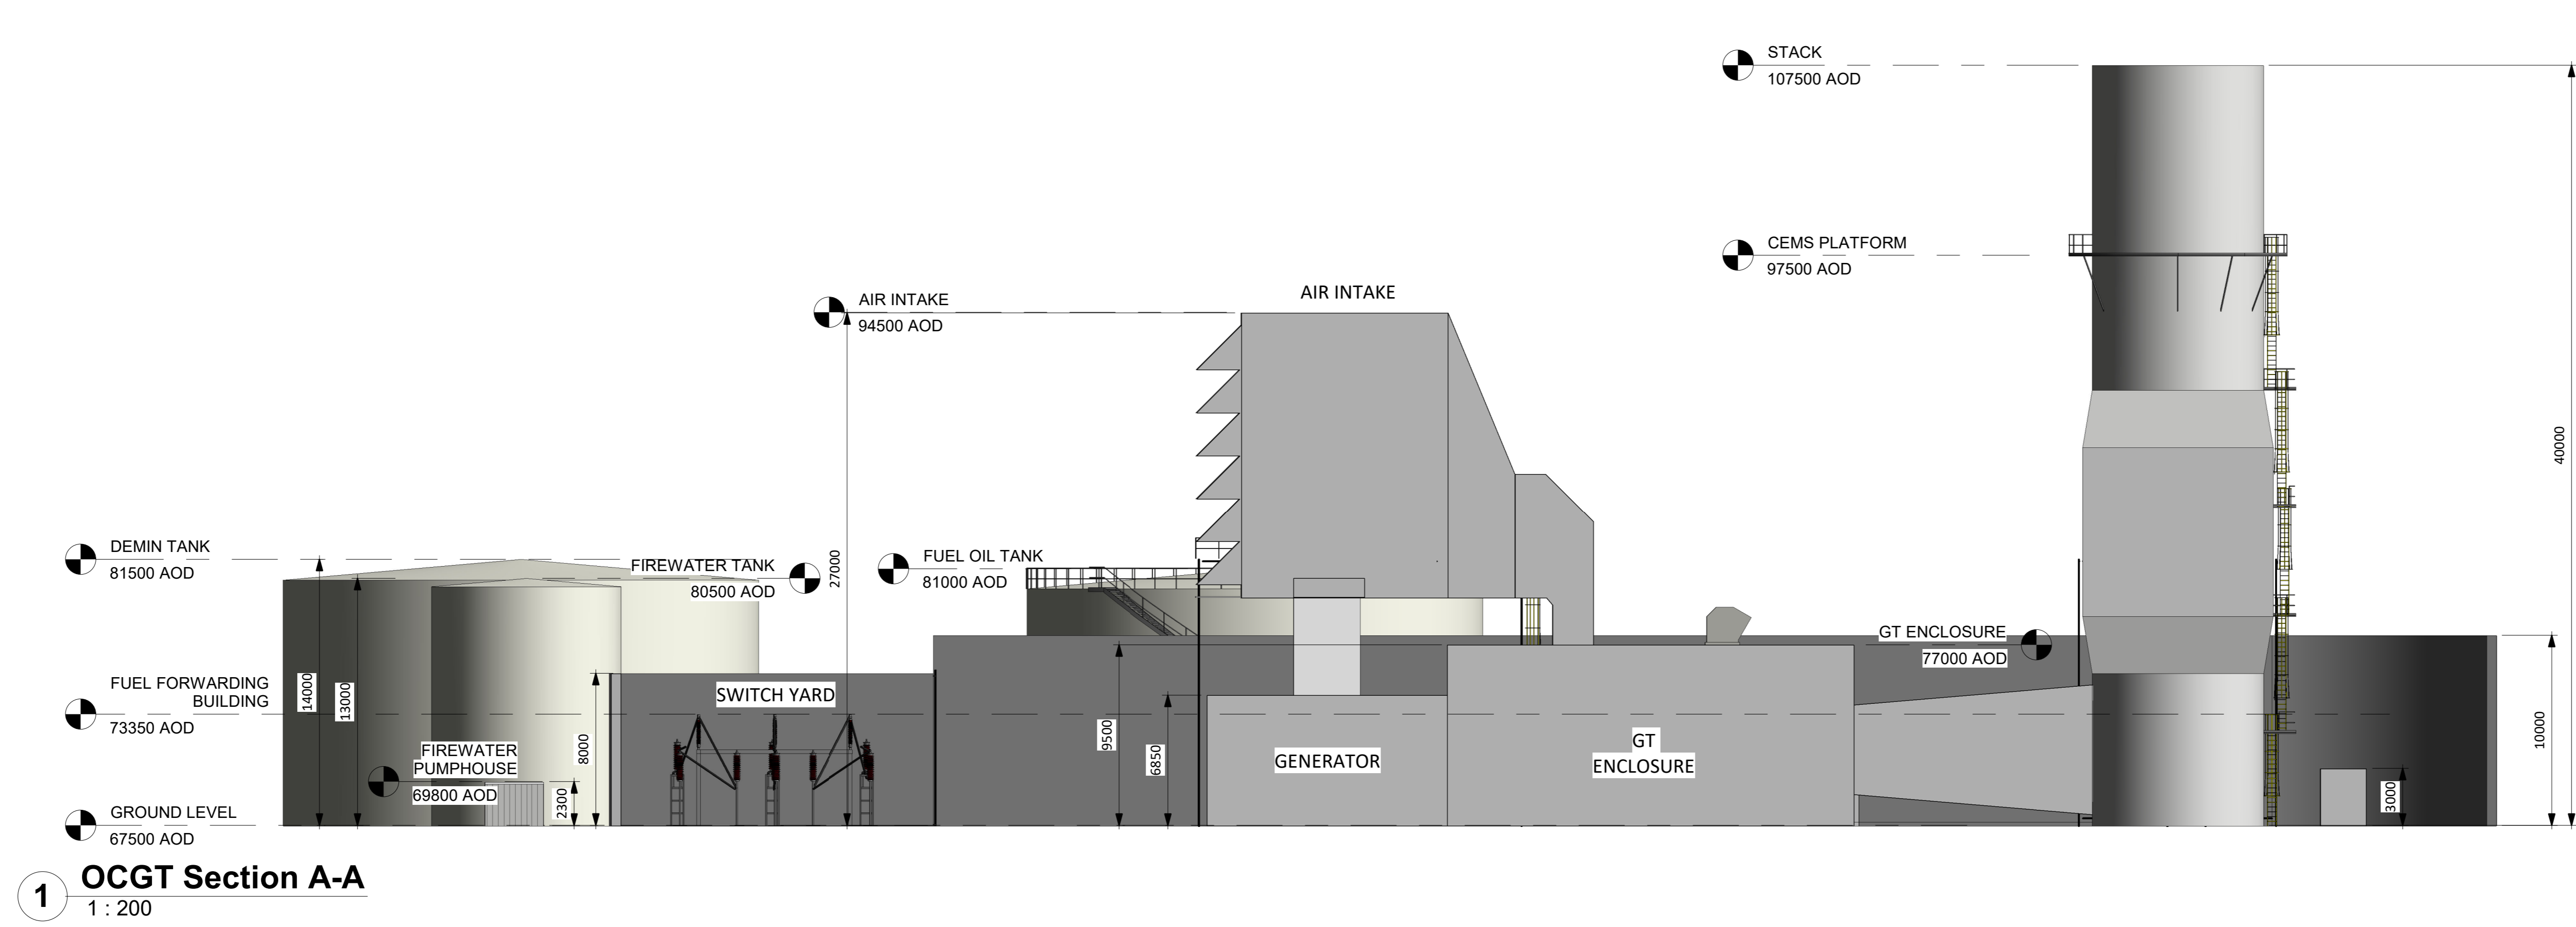 STACK
107500 AOD
CEMS PLATFORM
97500 AOD
AIR INTAKE
94500 AOD
AIR INTAKE
40000
DEMIN TANK
81500 AOD
FIREWATER TANK
80500 AOD
27000
FUEL OIL TANK
81000 AOD
GT ENCLOSURE
77000 AOD
FUEL FORWARDING
BUILDING
73350 AOD
14000
13000
SWITCH YARD
8000
9500
6850
GENERATOR
GT
ENCLOSURE
10000
3000
FIREWATER
PUMPHOUSE
69800 AOD
2300
GROUND LEVEL
67500 AOD
1
OCGT Section A-A
1 : 200